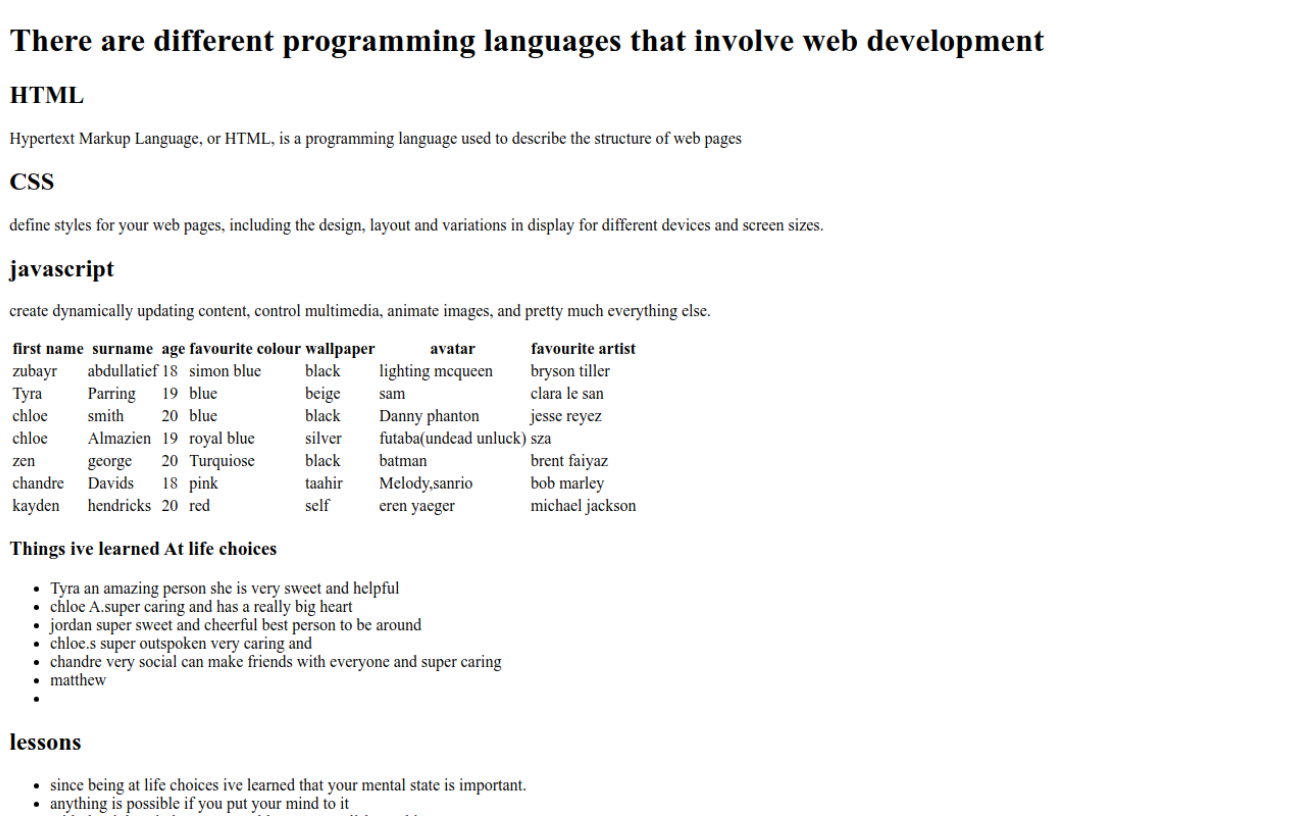 There are different programming languages that involve web development
HTML
Hypertext Markup Language, or HTML, is a programming language used to describe the structure of web pages
CSS
define styles for your web pages, including the design, layout and variations in display for different devices and screen sizes.
javascript
create dynamically updating content, control multimedia, animate images, and pretty much everything else.
first name surname age favourite colour wallpaper avatar favourite artist
zubayr abdullatief 18 simon blue black lighting mcqueen bryson tiller
Tyra Parring 19 blue beige sam clara le san
chloe smith 20 blue black Danny phanton jesse reyez
chloe Almazien 19 royal blue silver futaba(undead unluck) sza
zen george 20 Turquiose black batman brent faiyaz
chandre Davids 18 pink taahir Melody,sanrio bob marley
kayden hendricks 20 red self eren yaeger michael jackson
Things ive learned At life choices
Tyra an amazing person she is very sweet and helpful
chloe A.super caring and has a really big heart
jordan super sweet and cheerful best person to be around
chloe.s super outspoken very caring and
chandre very social can make friends with everyone and super caring
matthew
lessons
since being at life choices ive learned that your mental state is important.
anything is possible if you put your mind to it